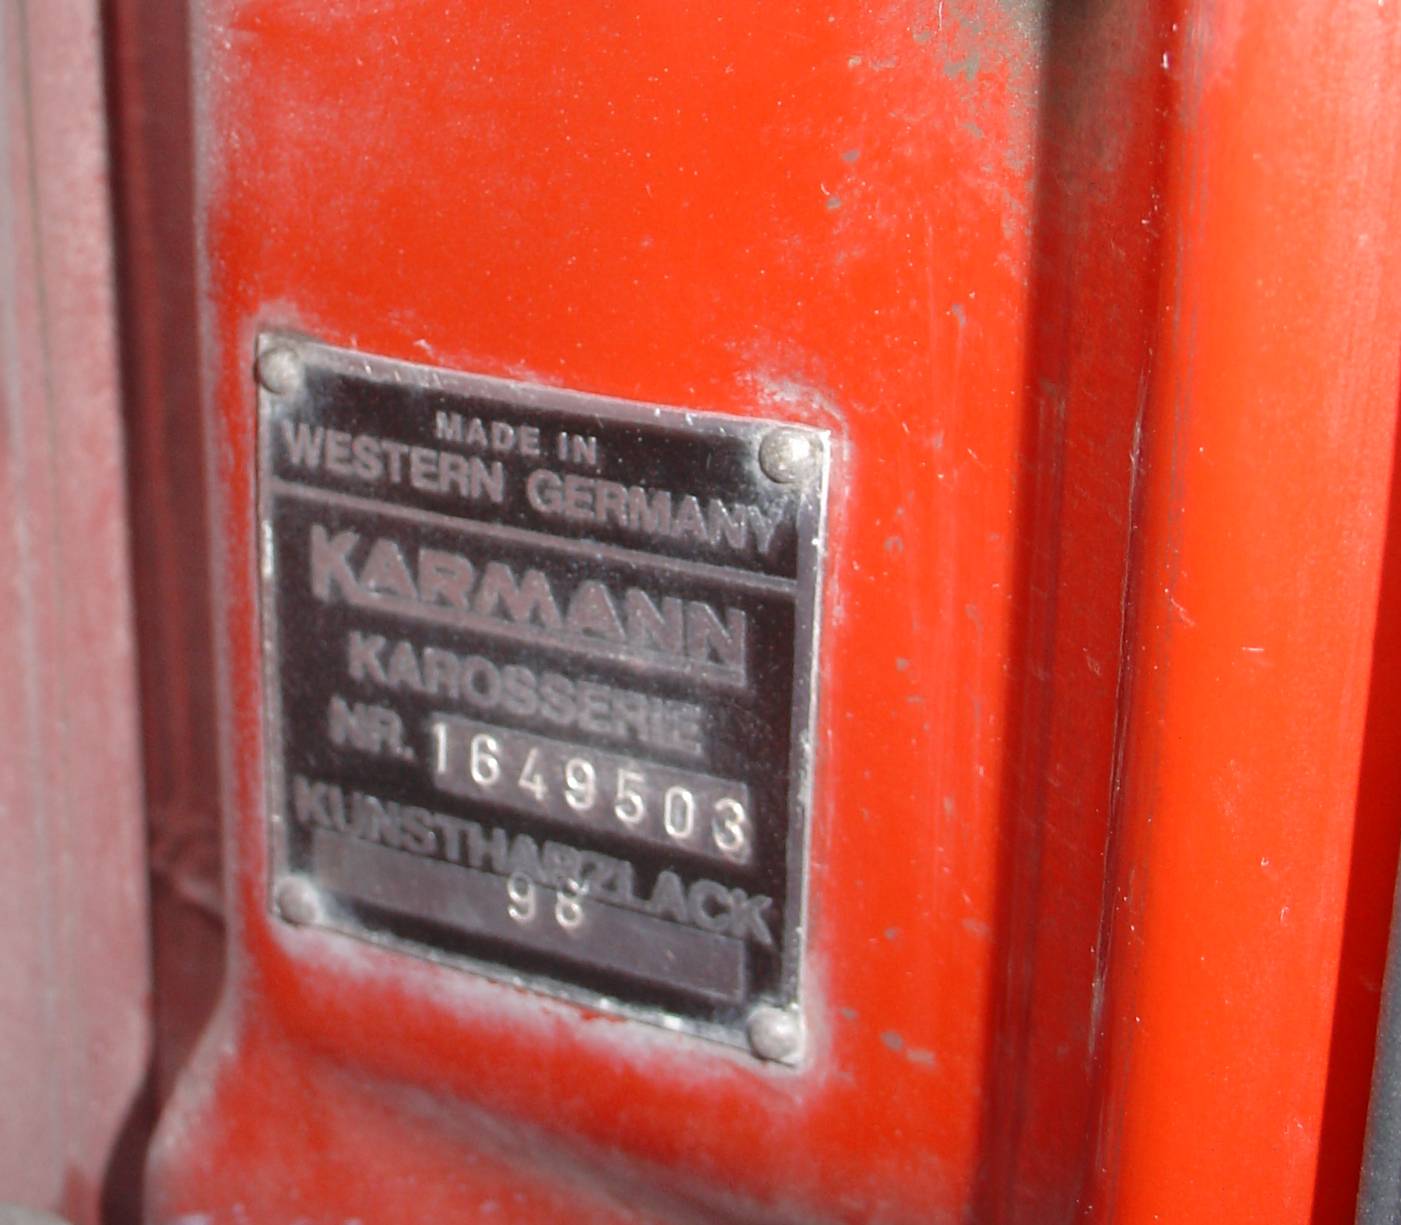 MADE IN
WESTERN GERMANY
KARMANN
KAROSSERIE
NR. 1649503
KUNSTHARZLACK
98